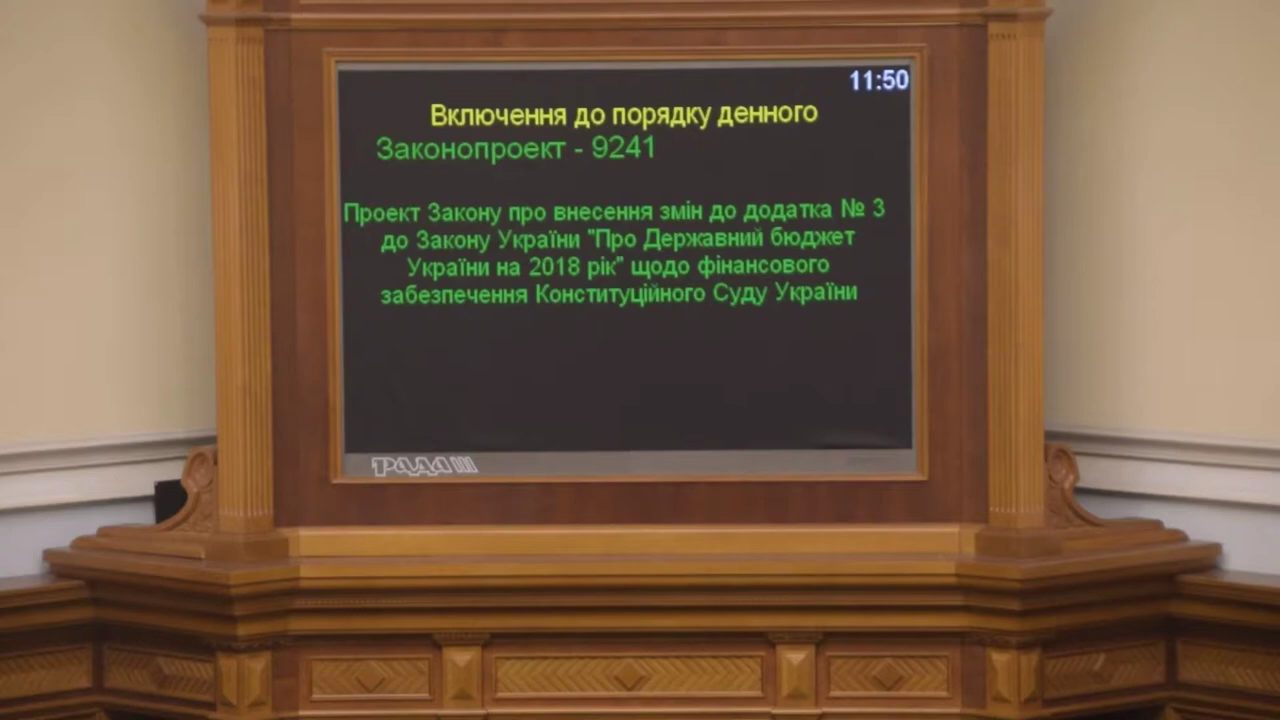 11:50
Включення до порядку денного
Законопроект - 9241
Проект Закону про внесення змін до додатка № 3
до Закону України "Про Державний бюджет
України на 2018 рік" щодо фінансового
забезпечення Конституційного Суду України
РАДА